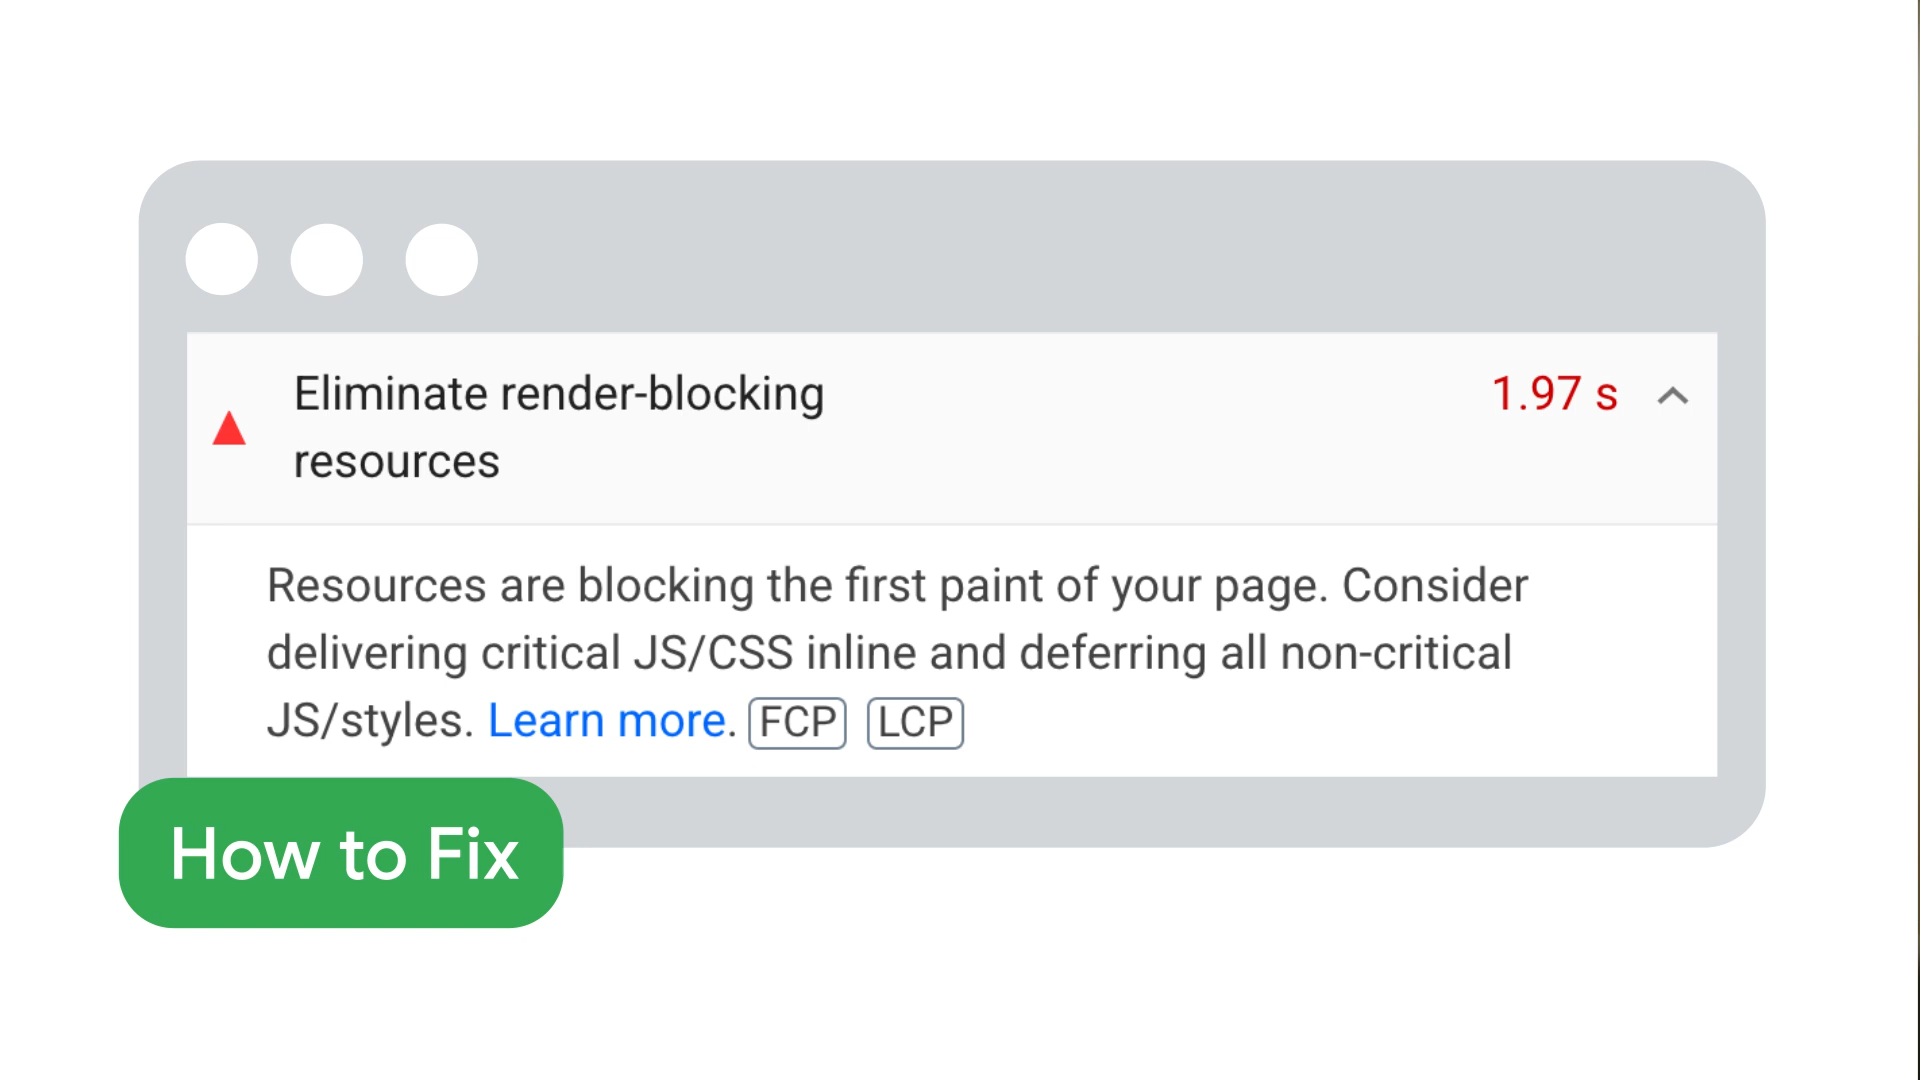 Eliminate render-blocking
resources
1.97 s
Resources are blocking the first paint of your page. Consider
delivering critical JS/CSS inline and deferring all non-critical
JS/styles. Learn more. FCP LCP
How to Fix